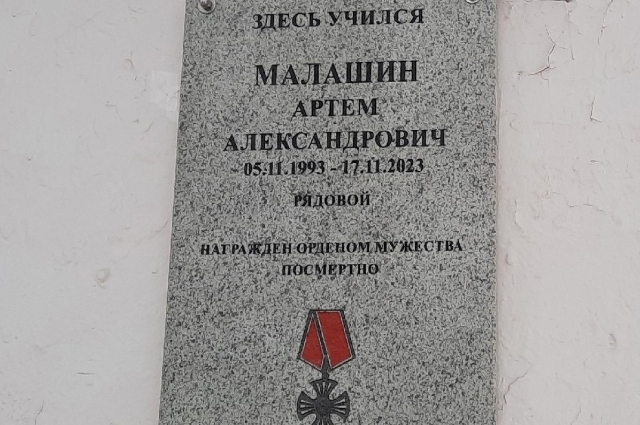 ЗДЕСЬ УЧИЛСЯ
МАЛАШИН
АРТЕМ
АЛЕКСАНДРОВИЧ
05.11.1993 - 17.11.2023
РЯДОВОЙ
НАГРАЖДЕН ОРДЕНОМ МУЖЕСТВА
ПОСМЕРТНО